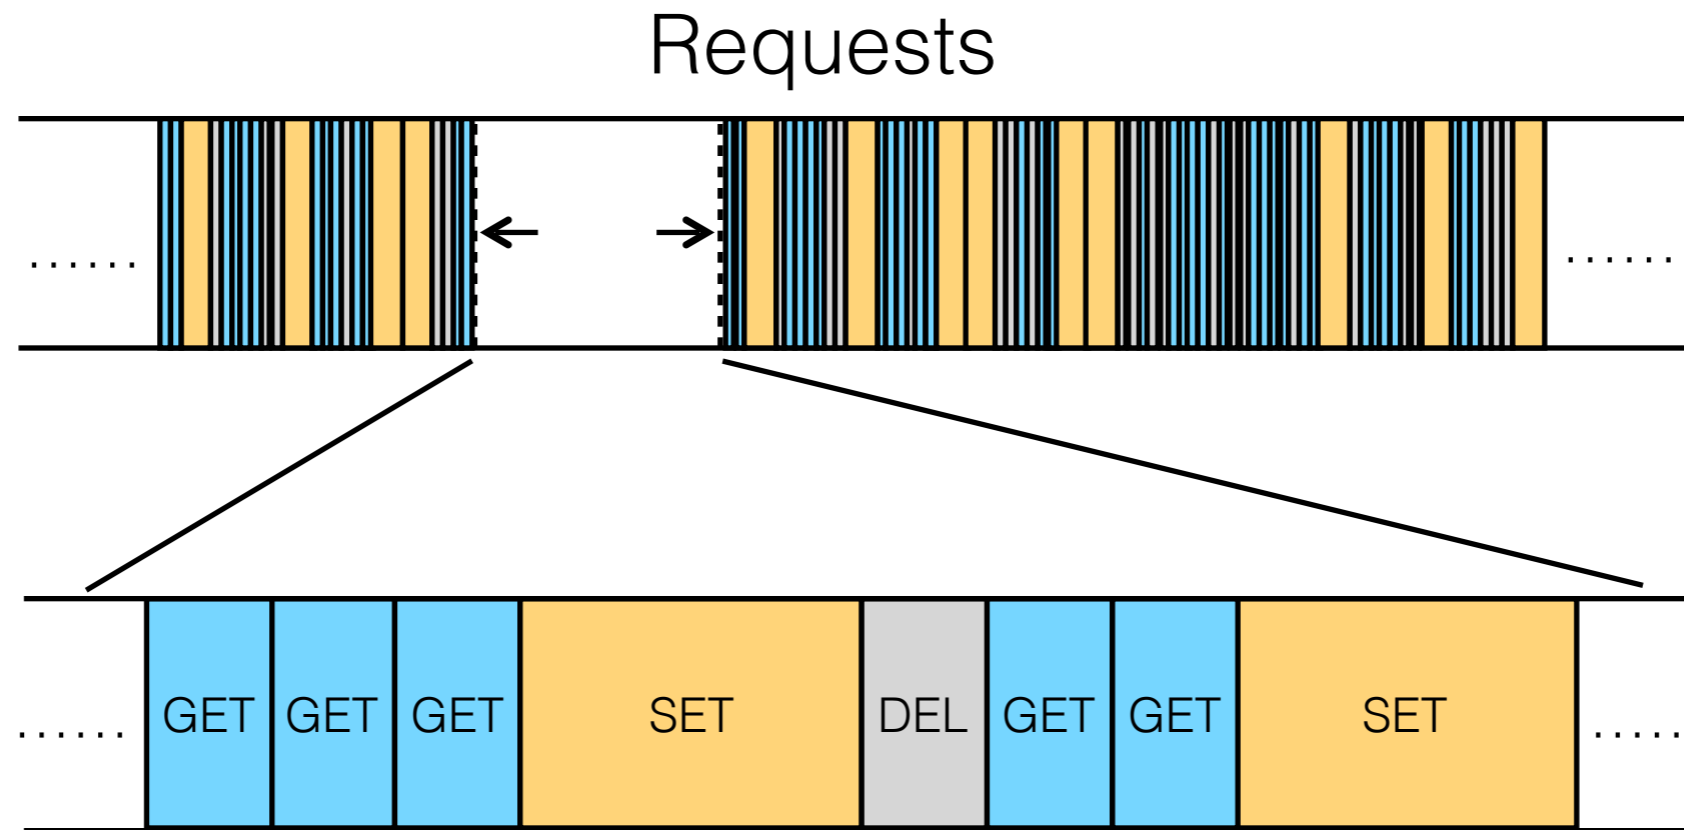 Requests
...... ......
...... GET GET GET SET DEL GET GET SET .....